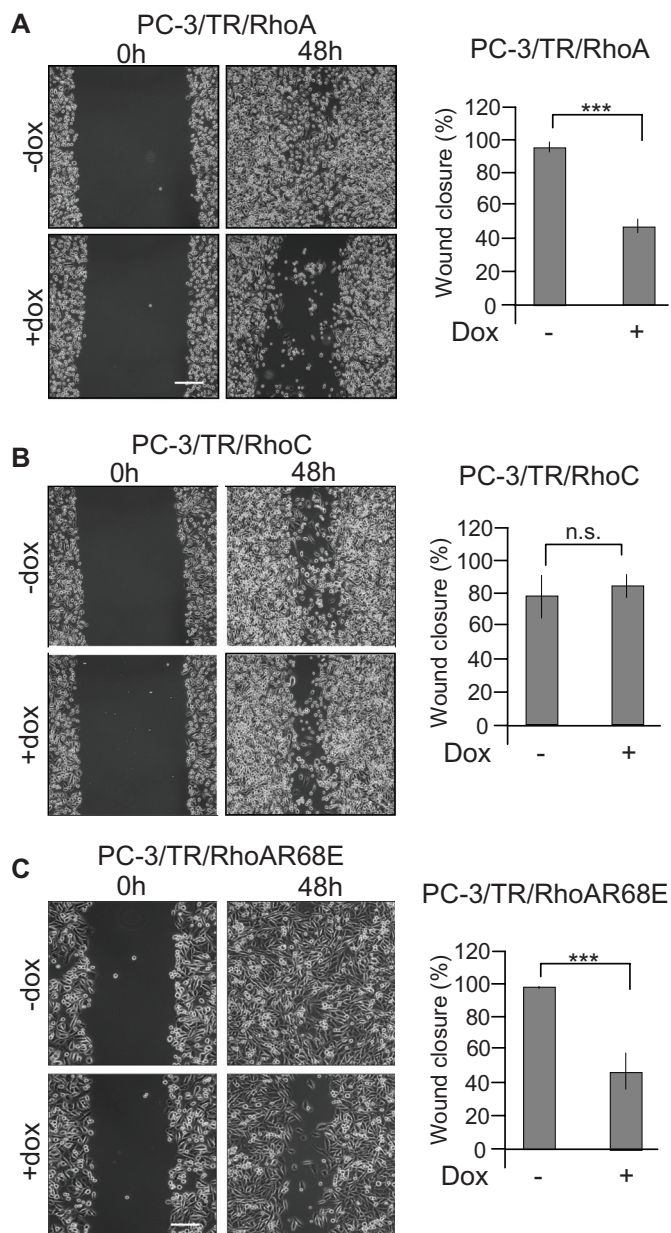 A
PC-3/TR/RhoA
0h 48h
-dox
+dox
PC-3/TR/RhoA
Wound closure (%)
120
100
80
60
40
20
0
***
Dox - +
B
PC-3/TR/RhoC
0h 48h
-dox
+dox
PC-3/TR/RhoC
Wound closure (%)
120
100
80
60
40
20
0
n.s.
Dox - +
C
PC-3/TR/RhoAR68E
0h 48h
-dox
+dox
PC-3/TR/RhoAR68E
Wound closure (%)
120
100
80
60
40
20
0
***
Dox - +